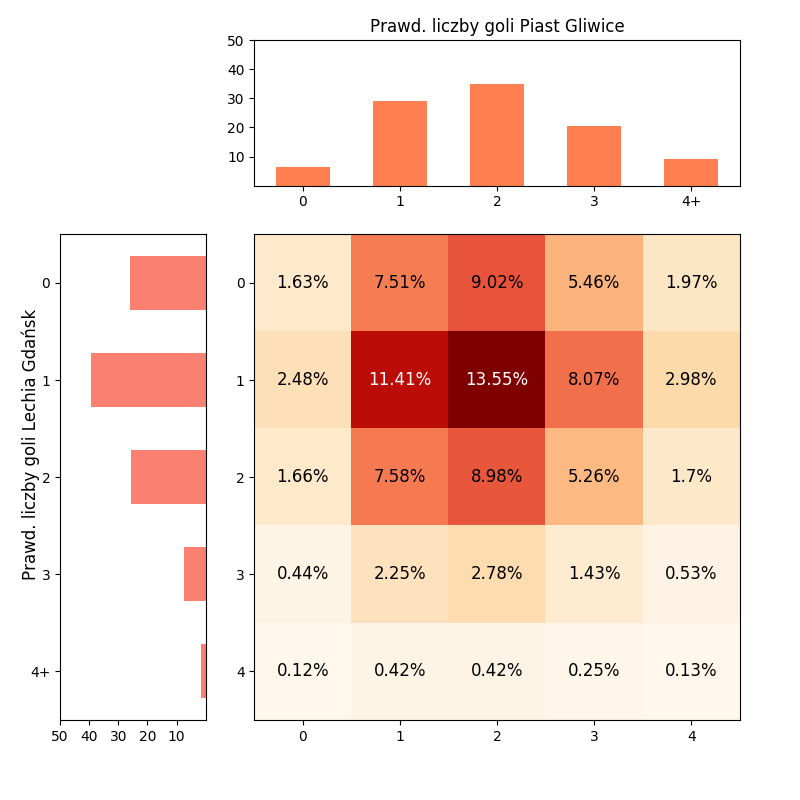 Prawd. liczby goli Piast Gliwice
50
40
30
20
10
0 1 2 3 4+
Prawd. liczby goli Lechia Gdańsk
0
1
2
3
4+
50 40 30 20 10
0 1.63% 7.51% 9.02% 5.46% 1.97%
1 2.48% 11.41% 13.55% 8.07% 2.98%
2 1.66% 7.58% 8.98% 5.26% 1.7%
3 0.44% 2.25% 2.78% 1.43% 0.53%
4 0.12% 0.42% 0.42% 0.25% 0.13%
0 1 2 3 4